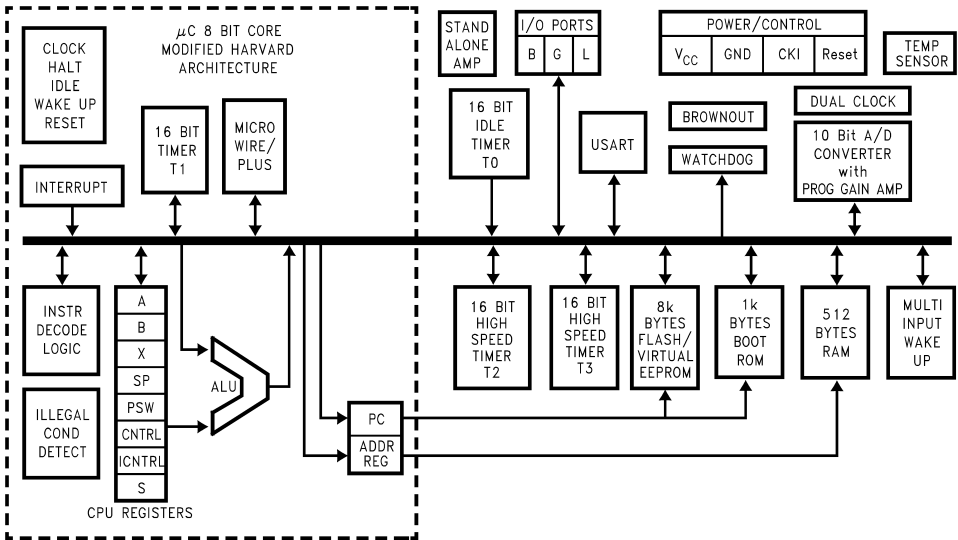 μC 8 BIT CORE
MODIFIED HARVARD
ARCHITECTURE
CLOCK
HALT
IDLE
WAKE UP
RESET
INTERRUPT
16 BIT
TIMER
T1
MICRO
WIRE/
PLUS
STAND
ALONE
AMP
I/O PORTS
B G L
POWER/CONTROL
VCC GND CKI Reset
TEMP
SENSOR
16 BIT
IDLE
TIMER
T0
USART
BROWNOUT
WATCHDOG
DUAL CLOCK
10 Bit A/D
CONVERTER
with
PROG GAIN AMP
INSTR
DECODE
LOGIC
ILLEGAL
COND
DETECT
A
B
X
SP
PSW
CNTRL
ICNTRL
S
CPU REGISTERS
ALU
PC
ADDR
REG
16 BIT
HIGH
SPEED
TIMER
T2
16 BIT
HIGH
SPEED
TIMER
T3
8k
BYTES
FLASH/
VIRTUAL
EEPROM
1k
BYTES
BOOT
ROM
512
BYTES
RAM
MULTI
INPUT
WAKE
UP